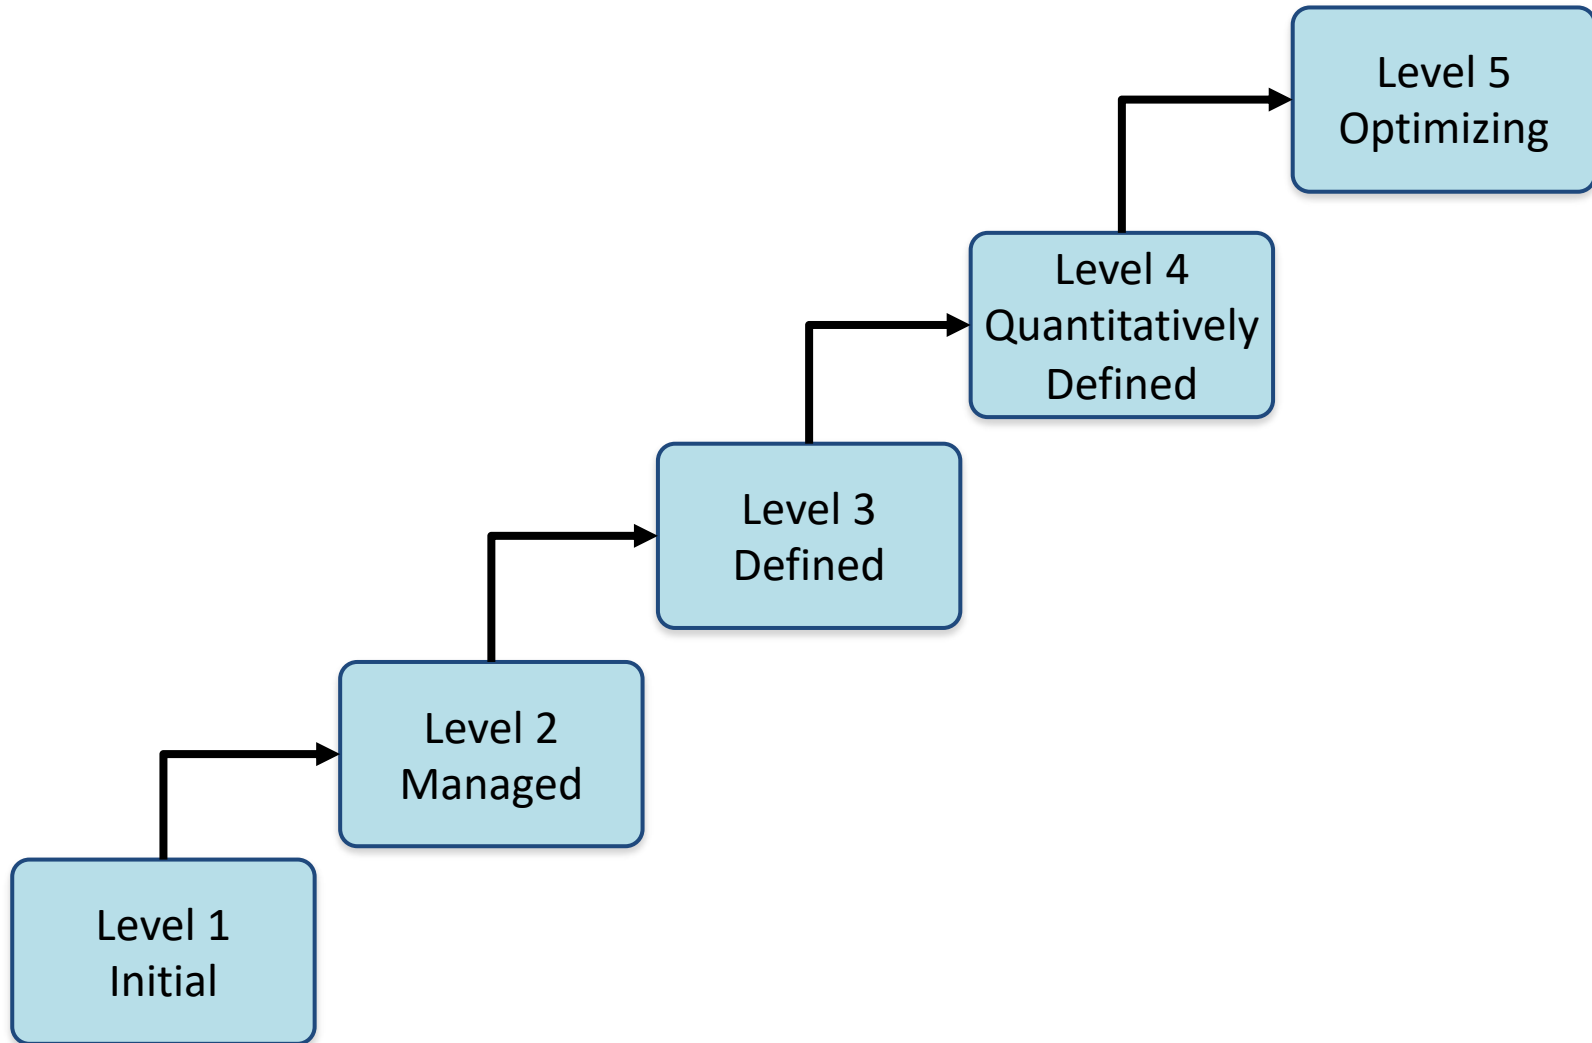 Level 5
Optimizing
Level 4
Quantitatively
Defined
Level 3
Defined
Level 2
Managed
Level 1
Initial